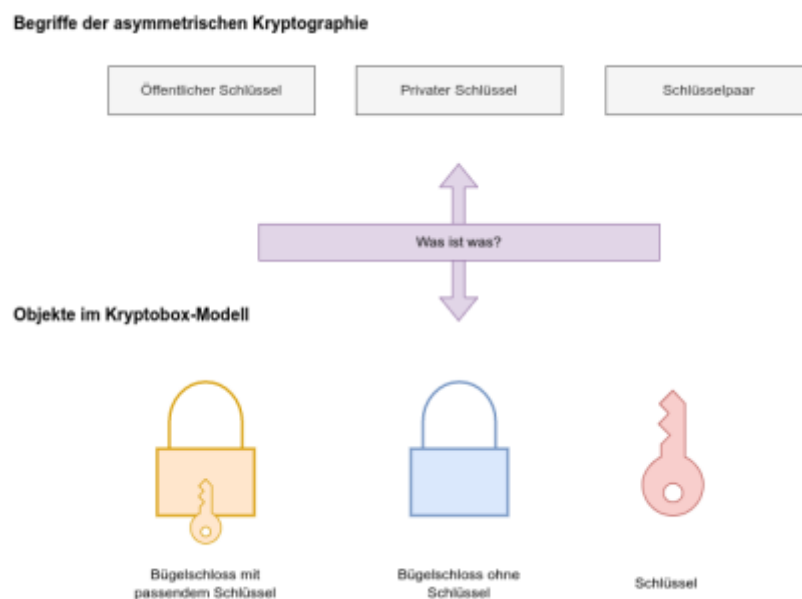 Begriffe der asymmetrischen Kryptographie
Öffentlicher Schlüssel
Privater Schlüssel
Schlüsselpaar
Was ist was?
Objekte im Kryptobox-Modell
Bügelschloss mit
passendem Schlüssel
Bügelschloss ohne
Schlüssel
Schlüssel